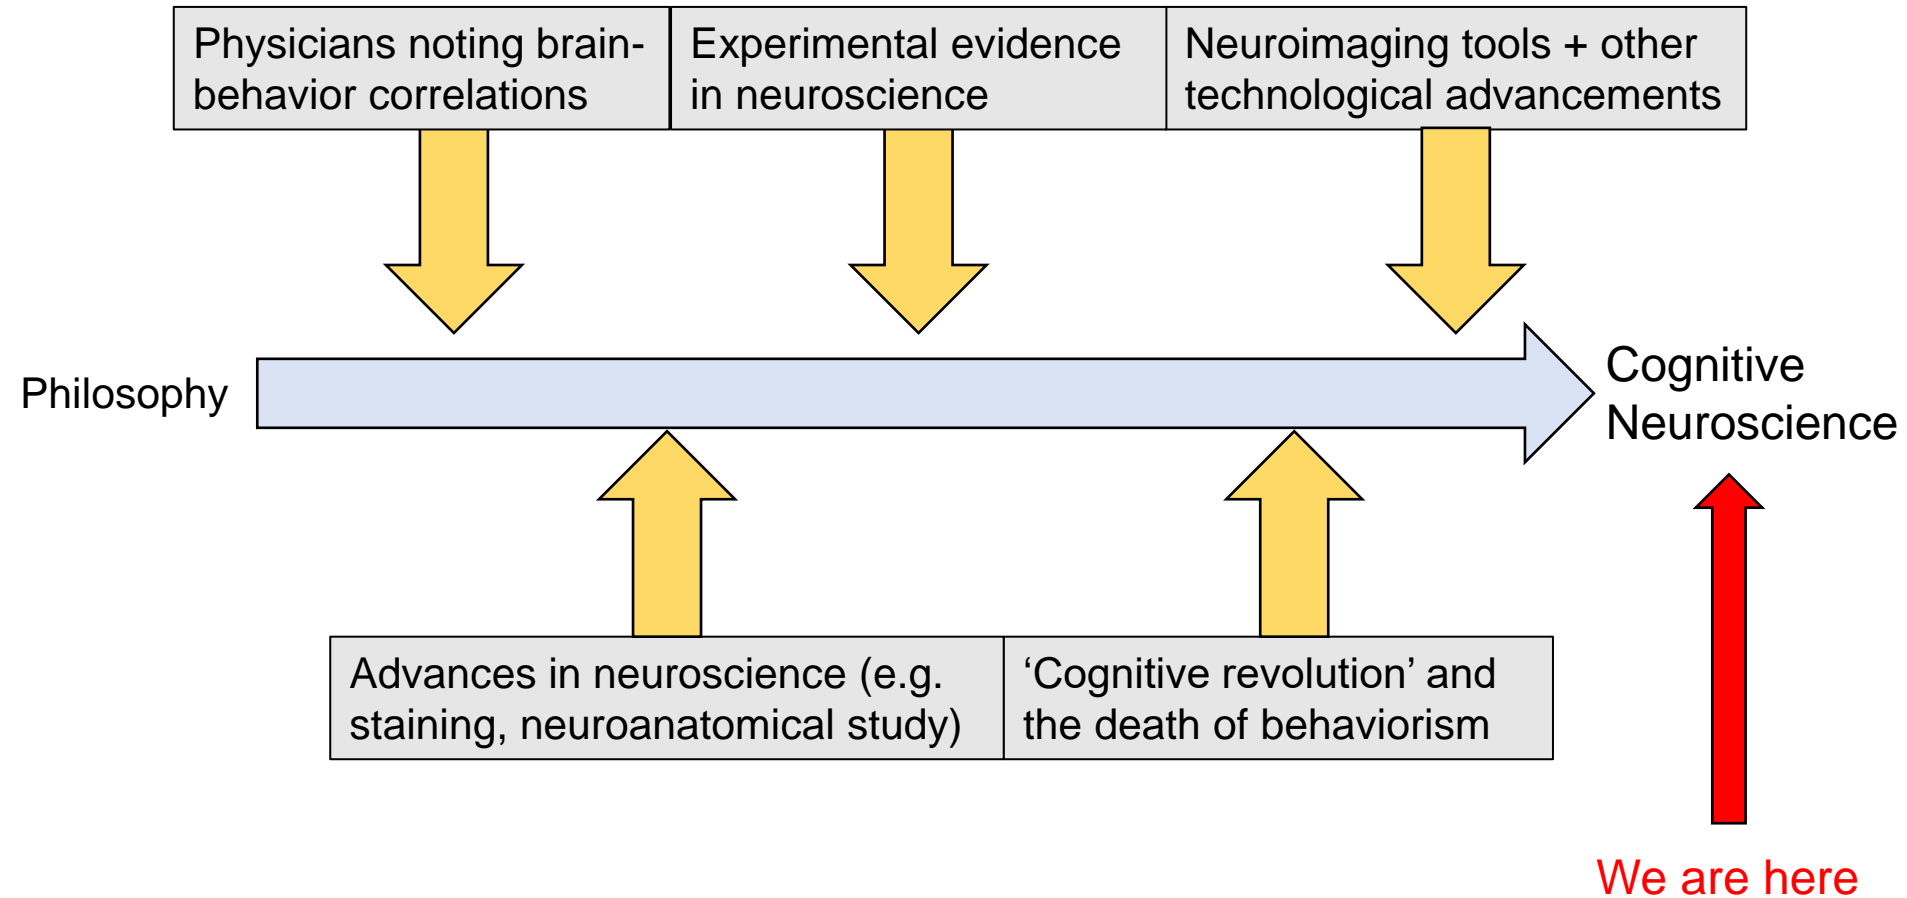 Physicians noting brain-
behavior correlations
Experimental evidence
in neuroscience
Neuroimaging tools + other
technological advancements
Philosophy
Cognitive
Neuroscience
Advances in neuroscience (e.g.
staining, neuroanatomical study)
‘Cognitive revolution’ and
the death of behaviorism
We are here